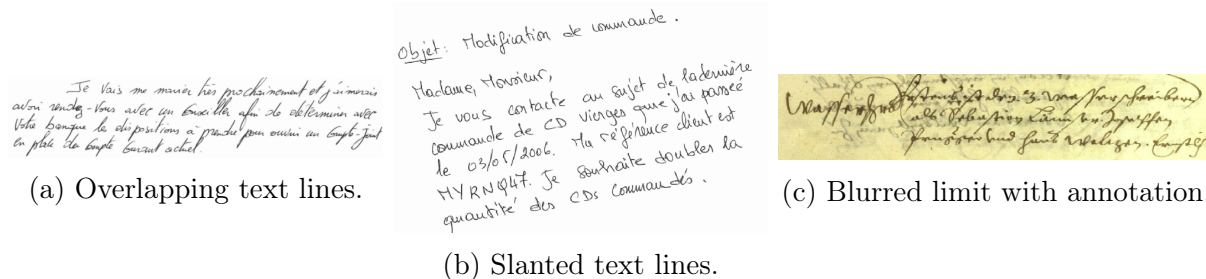 Je vais me marier très prochainement et j'aimerais
avoir rendez-vous avec un conseiller afin de déterminer avec
votre banque les dispositions à prendre pour ouvrir un compte-joint
en place du compte courant actuel.
(a) Overlapping text lines.
Objet : Modification de commande.
Madame, Monsieur,
Je vous contacte au sujet de la dernière
commande de CD vierges que j'ai passée
le 03/05/2006. Ma référence client est
MYRNQ47. Je souhaite doubler la
quantité des CDs commandés.
(b) Slanted text lines.
(c) Blurred limit with annotation